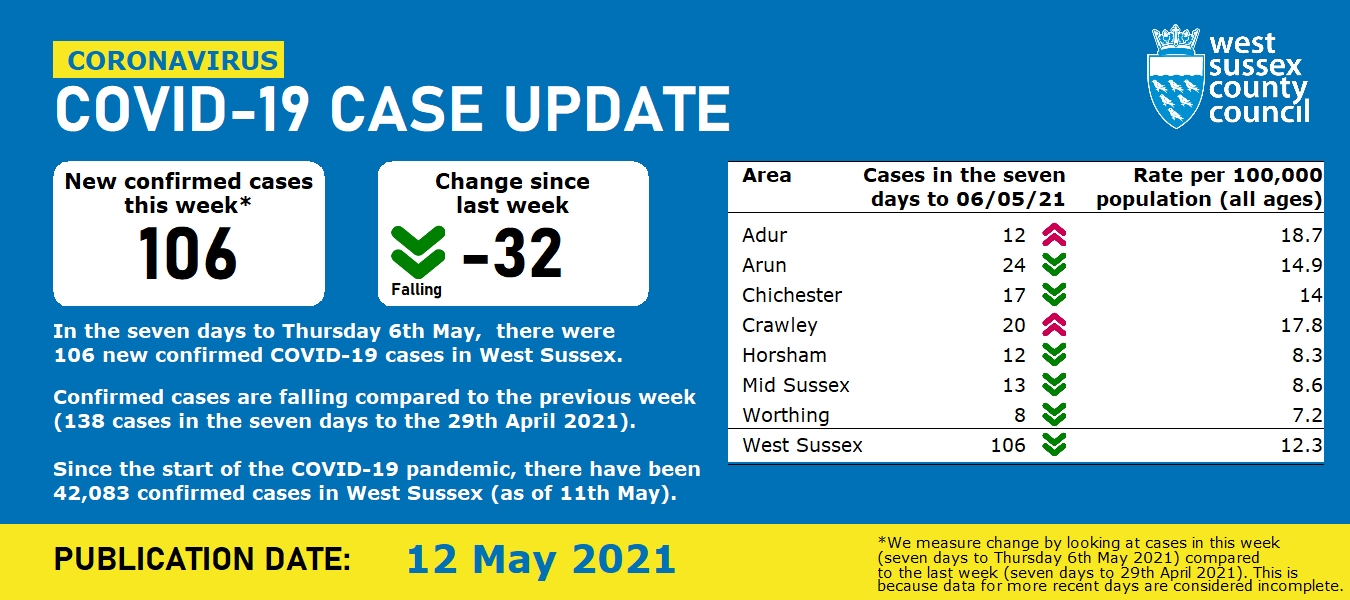 CORONAVIRUS
COVID-19 CASE UPDATE
west
sussex
county
council
New confirmed cases
this week*
106
Change since
last week
-32
Falling
In the seven days to Thursday 6th May,  there were
106 new confirmed COVID-19 cases in West Sussex.
Confirmed cases are falling compared to the previous week
(138 cases in the seven days to the 29th April 2021).
Since the start of the COVID-19 pandemic, there have been
42,083 confirmed cases in West Sussex (as of 11th May).
Area Cases in the seven Rate per 100,000
days to 06/05/21 population (all ages)
Adur 12 18.7
Arun 24 14.9
Chichester 17 14
Crawley 20 17.8
Horsham 12 8.3
Mid Sussex 13 8.6
Worthing 8 7.2
West Sussex 106 12.3
PUBLICATION DATE: 12 May 2021
*We measure change by looking at cases in this week
(seven days to Thursday 6th May 2021) compared
to the last week (seven days to 29th April 2021). This is
because data for more recent days are considered incomplete.